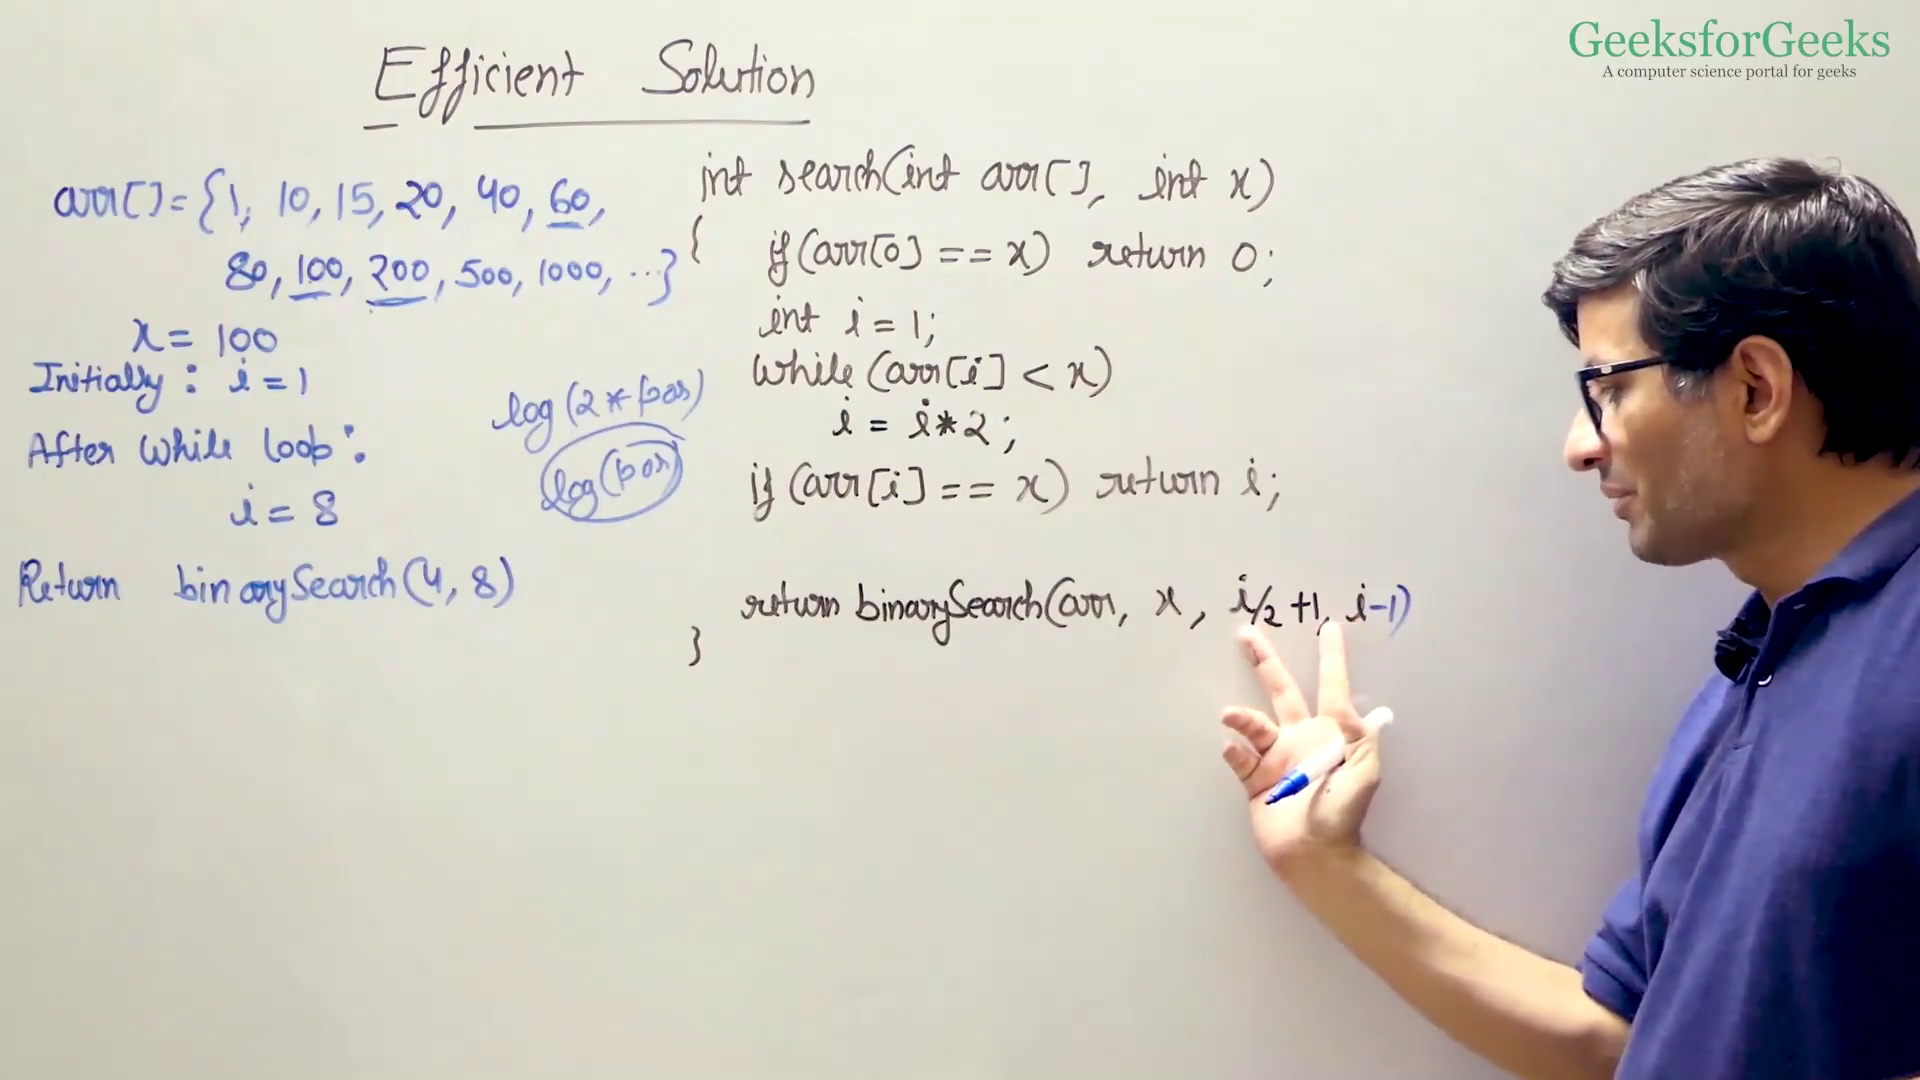 GeeksforGeeks
A computer science portal for geeks
Efficient Solution
arr[]={1, 10, 15, 20, 40, 60,
80, 100, 200, 500, 1000, ...}
x = 100
Initially : i = 1
After While loop :
i = 8
Return binarySearch(4, 8)
log(2*pos)
log(pos)
int search(int arr[], int x)
{ if(arr[0] == x) return 0;
int i = 1;
While (arr[i] < x)
i = i*2;
if (arr[i] == x) return i;
return binarySearch(arr, x, i/2 +1, i-1)
}